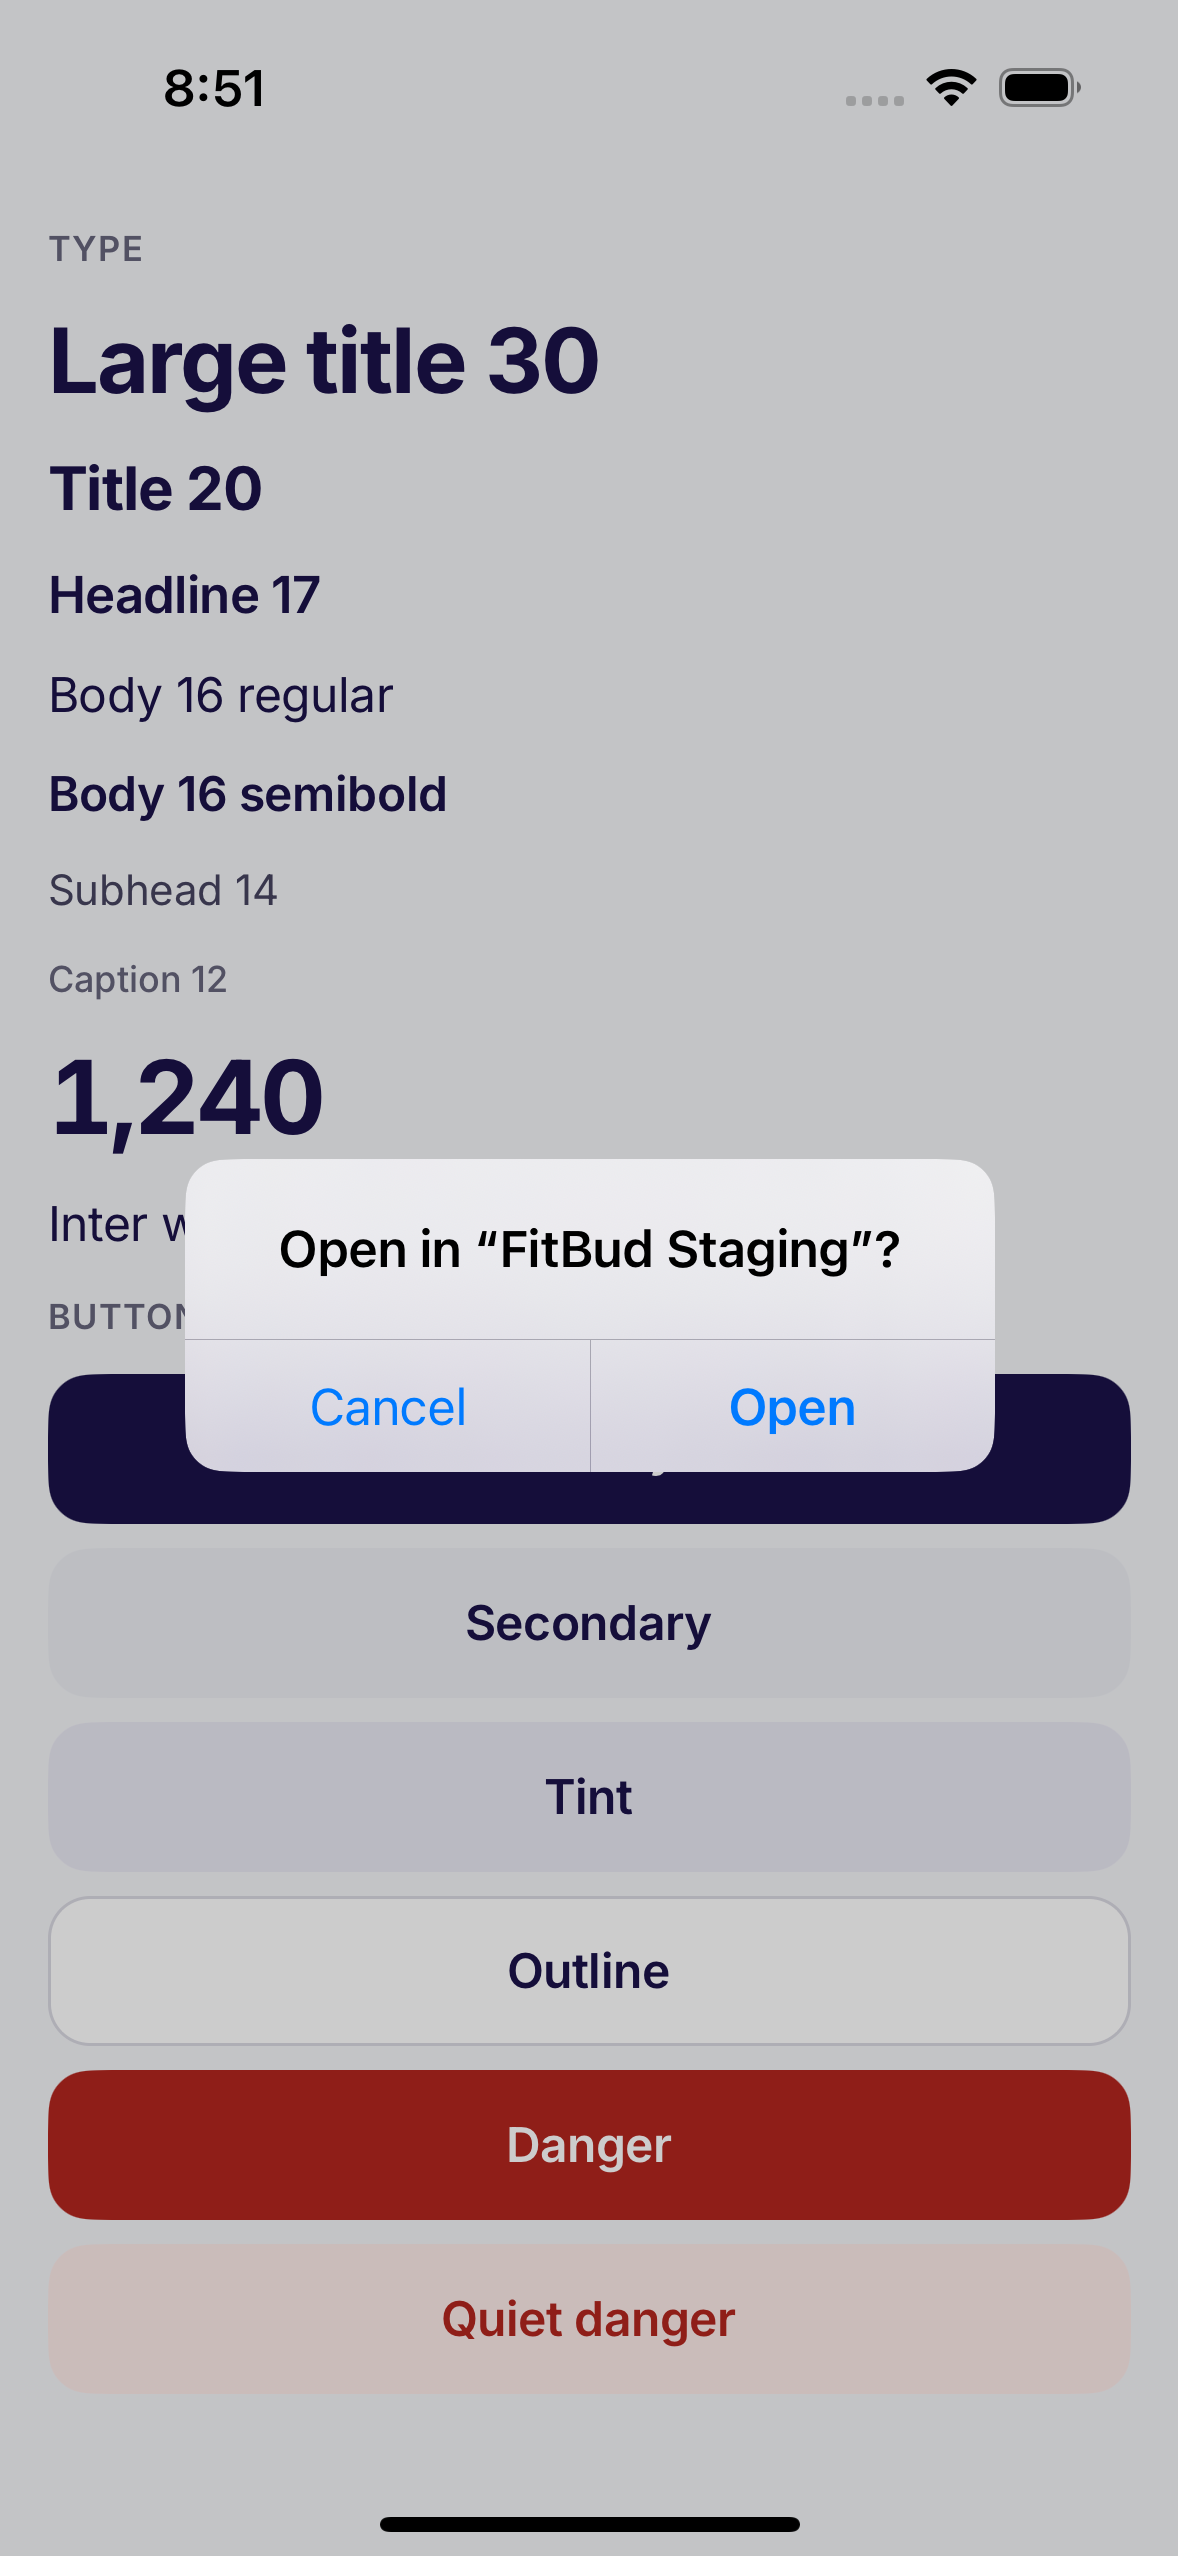 8:51
TYPE
Large title 30
Title 20
Headline 17
Body 16 regular
Body 16 semibold
Subhead 14
Caption 12
1,240
Inter
Open in “FitBud Staging”?
Cancel
Open
Secondary
Tint
Outline
Danger
Quiet danger